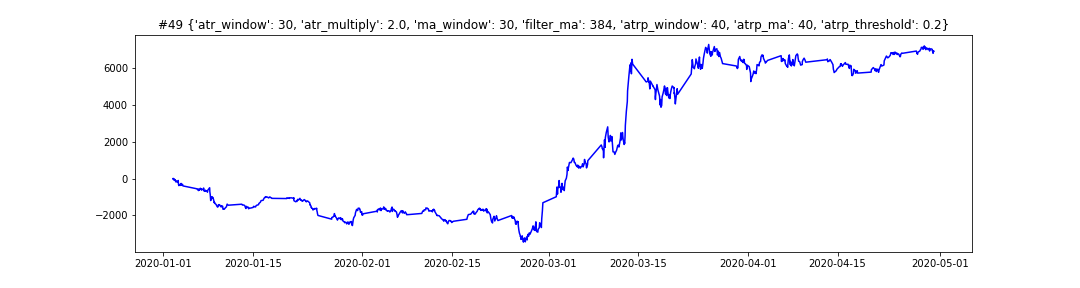 #49 {'atr_window': 30, 'atr_multiply': 2.0, 'ma_window': 30, 'filter_ma': 384, 'atrp_window': 40, 'atrp_ma': 40, 'atrp_threshold': 0.2}
6000
4000
2000
0
−2000
2020-01-01 2020-01-15 2020-02-01 2020-02-15 2020-03-01 2020-03-15 2020-04-01 2020-04-15 2020-05-01